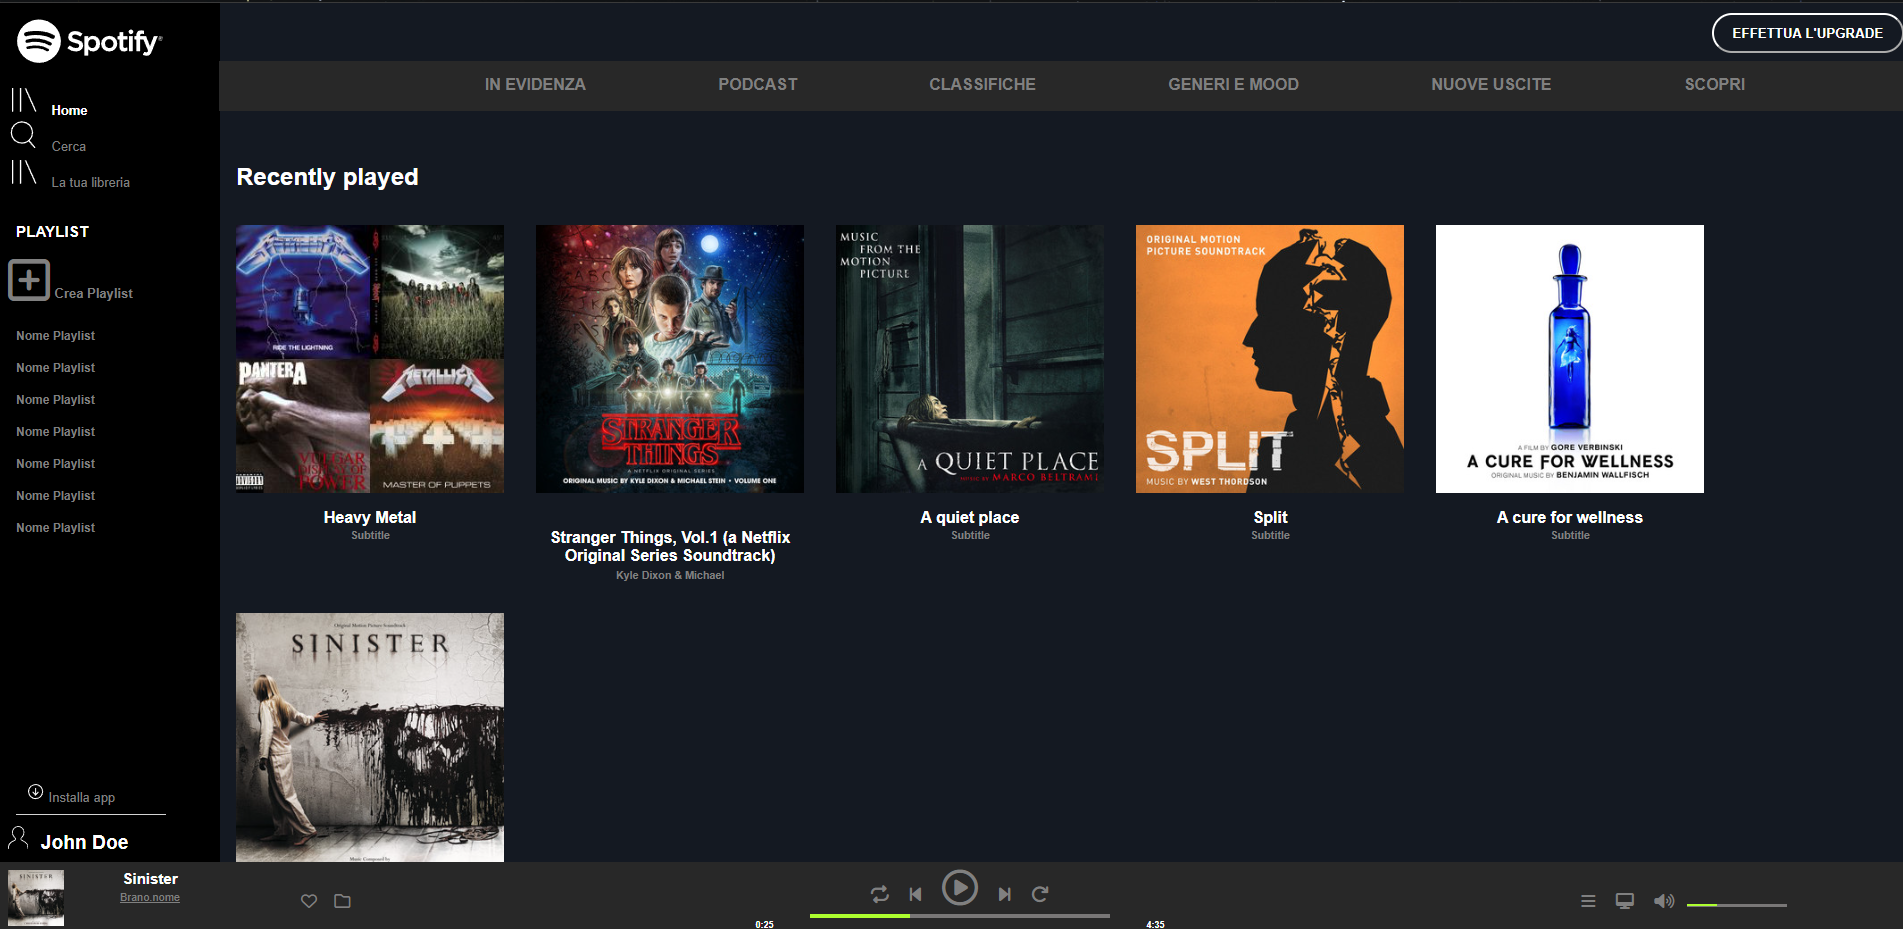 Spotify®
EFFETTUA L'UPGRADE
IN EVIDENZA
PODCAST
CLASSIFICHE
GENERI E MOOD
NUOVE USCITE
SCOPRI
Home
Cerca
La tua libreria
PLAYLIST
Crea Playlist
Nome Playlist
Nome Playlist
Nome Playlist
Nome Playlist
Nome Playlist
Nome Playlist
Nome Playlist
Installa app
John Doe
Recently played
METALLICA
RIDE THE LIGHTNING
PANTERA
VULGAR
DISPLAY OF
POWER
METALLICA
MASTER OF PUPPETS
Heavy Metal
Subtitle
STRANGER
THINGS
A NETFLIX ORIGINAL SERIES
ORIGINAL MUSIC BY KYLE DIXON & MICHAEL STEIN • VOLUME ONE
Stranger Things, Vol.1 (a Netflix
Original Series Soundtrack)
Kyle Dixon & Michael
MUSIC
FROM THE
MOTION
PICTURE
A QUIET PLACE
MUSIC BY MARCO BELTRAMI
A quiet place
Subtitle
ORIGINAL MOTION
PICTURE SOUNDTRACK
SPLIT
MUSIC BY WEST THORDSON
Split
Subtitle
A FILM BY GORE VERBINSKI
A CURE FOR WELLNESS
ORIGINAL MUSIC BY BENJAMIN WALLFISCH
A cure for wellness
Subtitle
Original Motion Picture Soundtrack
SINISTER
Music Composed by
SINISTER
Sinister
Brano.nome
0:25
4:35